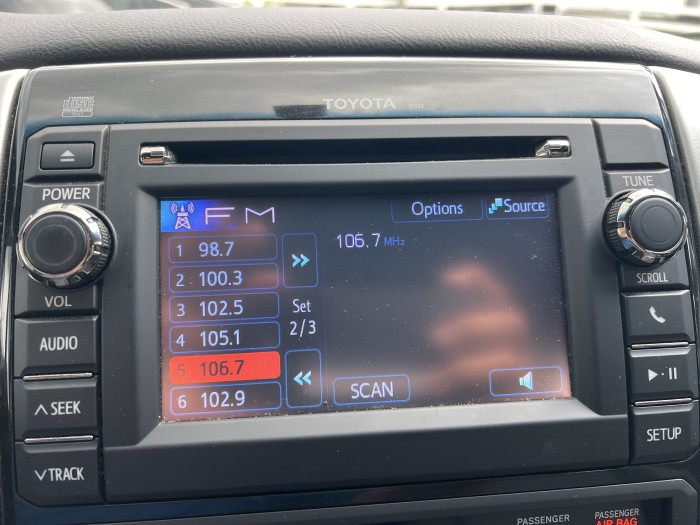 TOYOTA
disc
POWER
VOL
AUDIO
∧ SEEK
∨ TRACK
FM
Options
Source
1 98.7
2 100.3
3 102.5
4 105.1
5 106.7
6 102.9
Set
2/3
106.7 MHz
SCAN
TUNE
SCROLL
SETUP
PASSENGER
PASSENGER
AIR BAG